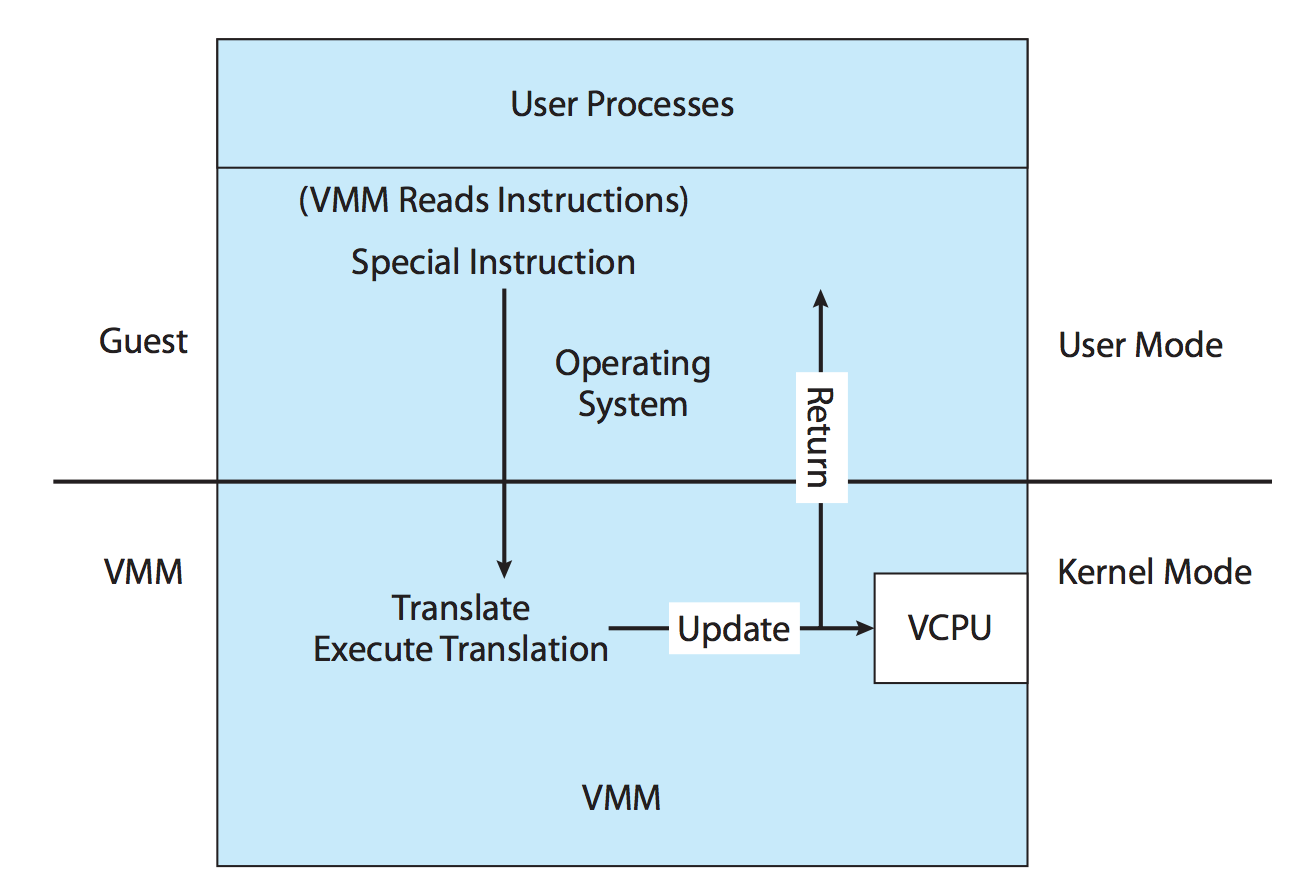 User Processes
(VMM Reads Instructions)
Special Instruction
Guest
Operating
System
Return
User Mode
VMM
Kernel Mode
Translate
Execute Translation
Update
VCPU
VMM